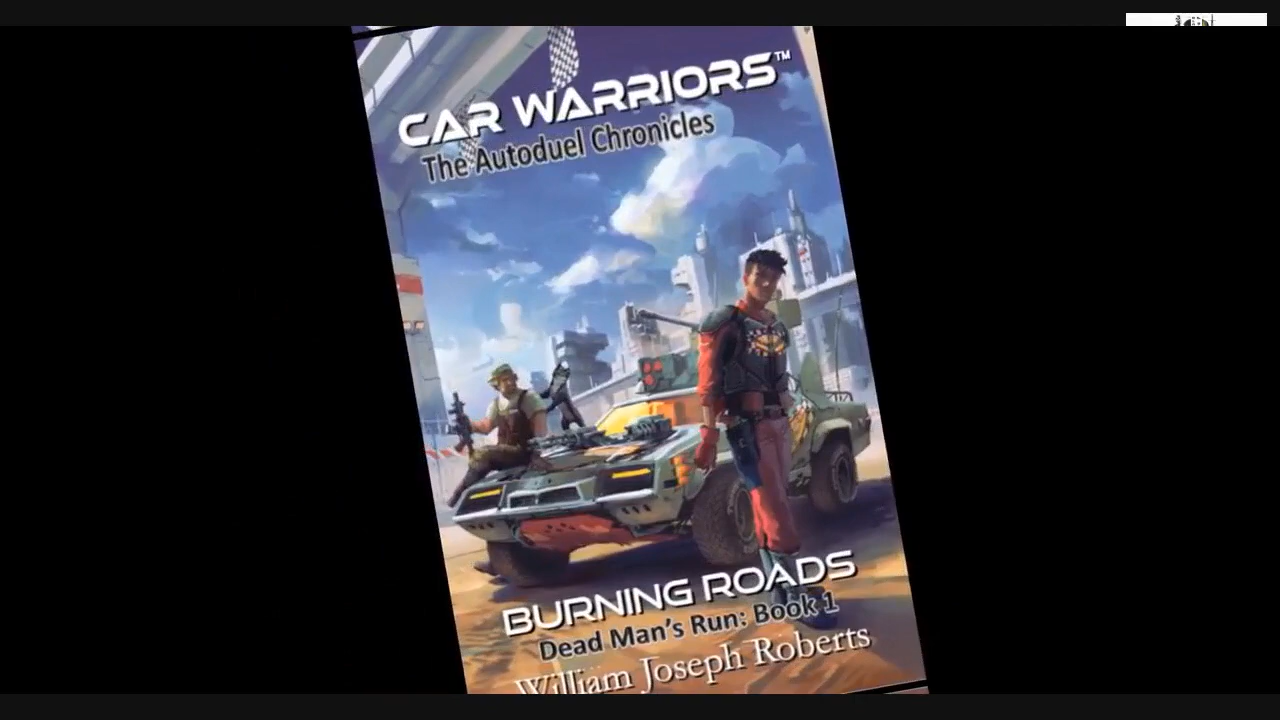 CAR WARRIORS™
The Autoduel Chronicles
BURNING ROADS
Dead Man's Run: Book 1
William Joseph Roberts